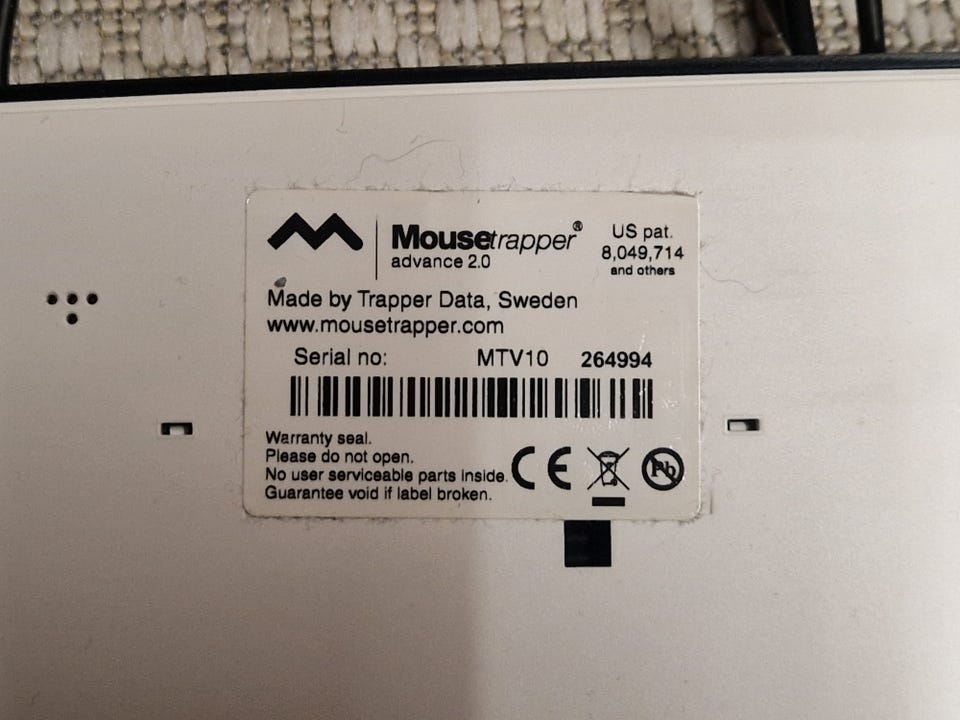 Mousetrapper®
advance 2.0
US pat.
8,049,714
and others
Made by Trapper Data, Sweden
www.mousetrapper.com
Serial no: MTV10 264994
Warranty seal.
Please do not open.
No user serviceable parts inside.
Guarantee void if label broken.
CE
Pb